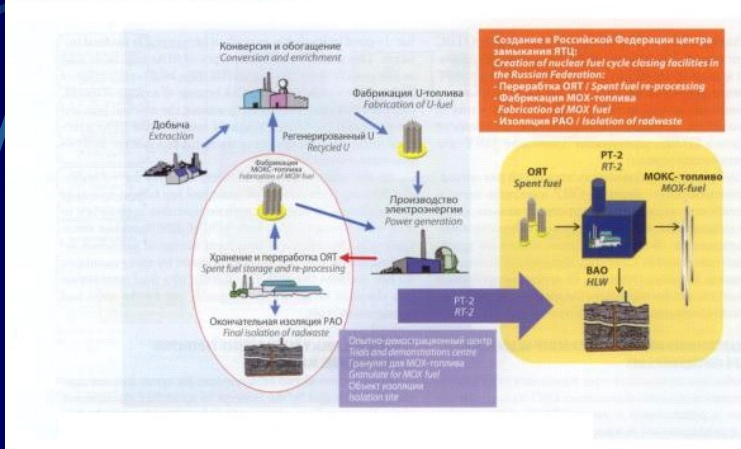 Конверсия и обогащение
Conversion and enrichment
Добыча
Extraction
Фабрикация U-топлива
Fabrication of U-fuel
Регенерированный U
Recycled U
Фабрикация
МОКС-топлива
Fabrication of MOX-fuel
Производство
электроэнергии
Power generation
Хранение и переработка ОЯТ
Spent fuel storage and re-processing
Окончательная изоляция РАО
Final isolation of radwaste
Создание в Российской Федерации центра
замыкания ЯТЦ:
Creation of nuclear fuel cycle closing facilities in
the Russian Federation:
- Перерабтка ОЯТ / Spent fuel re-processing
- Фабрикация МОХ-топлива
Fabrication of MOX fuel
- Изоляция РАО / Isolation of radwaste
ОЯТ
Spent fuel
РТ-2
RT-2
МОКС- топливо
MOX-fuel
ВАО
HLW
РТ-2
RT-2
Опытно-демострационный центр
Trials and demonstrations centre
Гранулят для МОХ-топлива
Granulate for MOX fuel
Объект изоляции
Isolation site